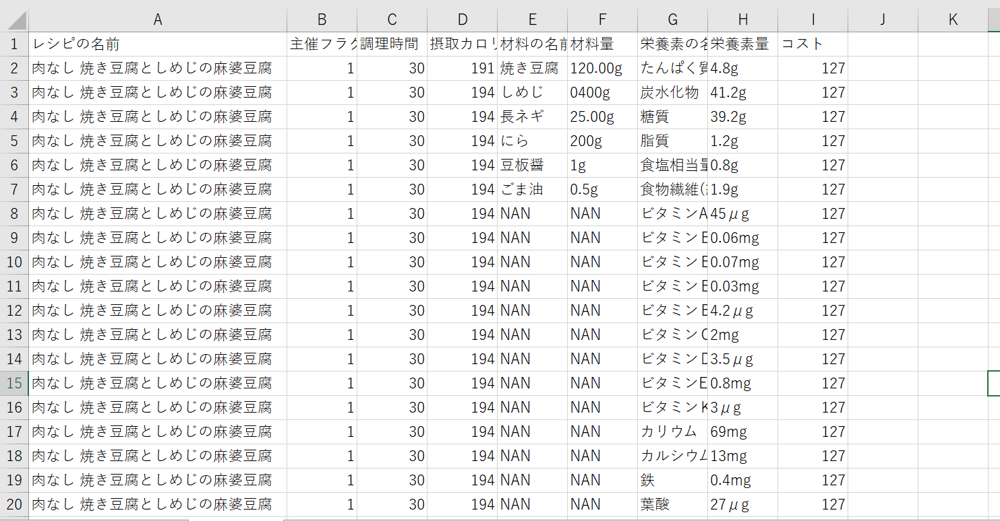 A B C D E F G H I J K
1 レシピの名前 主催フラグ 調理時間 摂取カロリ 材料の名前 材料量 栄養素の名 栄養素量 コスト
2 肉なし 焼き豆腐としめじの麻婆豆腐 1 30 191 焼き豆腐 120.00g たんぱく質 4.8g 127
3 肉なし 焼き豆腐としめじの麻婆豆腐 1 30 194 しめじ 0400g 炭水化物 41.2g 127
4 肉なし 焼き豆腐としめじの麻婆豆腐 1 30 194 長ネギ 25.00g 糖質 39.2g 127
5 肉なし 焼き豆腐としめじの麻婆豆腐 1 30 194 にら 200g 脂質 1.2g 127
6 肉なし 焼き豆腐としめじの麻婆豆腐 1 30 194 豆板醤 1g 食塩相当量 0.8g 127
7 肉なし 焼き豆腐としめじの麻婆豆腐 1 30 194 ごま油 0.5g 食物繊維( 1.9g 127
8 肉なし 焼き豆腐としめじの麻婆豆腐 1 30 194 NAN NAN ビタミンA 45μg 127
9 肉なし 焼き豆腐としめじの麻婆豆腐 1 30 194 NAN NAN ビタミンB 0.06mg 127
10 肉なし 焼き豆腐としめじの麻婆豆腐 1 30 194 NAN NAN ビタミンB 0.07mg 127
11 肉なし 焼き豆腐としめじの麻婆豆腐 1 30 194 NAN NAN ビタミンB 0.03mg 127
12 肉なし 焼き豆腐としめじの麻婆豆腐 1 30 194 NAN NAN ビタミンB 4.2μg 127
13 肉なし 焼き豆腐としめじの麻婆豆腐 1 30 194 NAN NAN ビタミンC 2mg 127
14 肉なし 焼き豆腐としめじの麻婆豆腐 1 30 194 NAN NAN ビタミンD 3.5μg 127
15 肉なし 焼き豆腐としめじの麻婆豆腐 1 30 194 NAN NAN ビタミンE 0.8mg 127
16 肉なし 焼き豆腐としめじの麻婆豆腐 1 30 194 NAN NAN ビタミンK 3μg 127
17 肉なし 焼き豆腐としめじの麻婆豆腐 1 30 194 NAN NAN カリウム 69mg 127
18 肉なし 焼き豆腐としめじの麻婆豆腐 1 30 194 NAN NAN カルシウム 13mg 127
19 肉なし 焼き豆腐としめじの麻婆豆腐 1 30 194 NAN NAN 鉄 0.4mg 127
20 肉なし 焼き豆腐としめじの麻婆豆腐 1 30 194 NAN NAN 葉酸 27μg 127